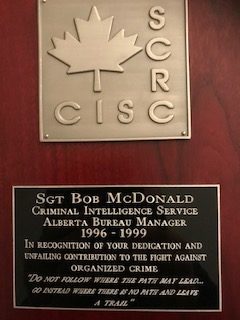 SCRC
CISC
SGT BOB MCDONALD
CRIMINAL INTELLIGENCE SERVICE
ALBERTA BUREAU MANAGER
1996 - 1999
IN RECOGNITION OF YOUR DEDICATION AND
UNFAILING CONTRIBUTION TO THE FIGHT AGAINST
ORGANIZED CRIME
"DO NOT FOLLOW WHERE THE PATH MAY LEAD...
GO INSTEAD WHERE THERE IS NO PATH AND LEAVE
A TRAIL"